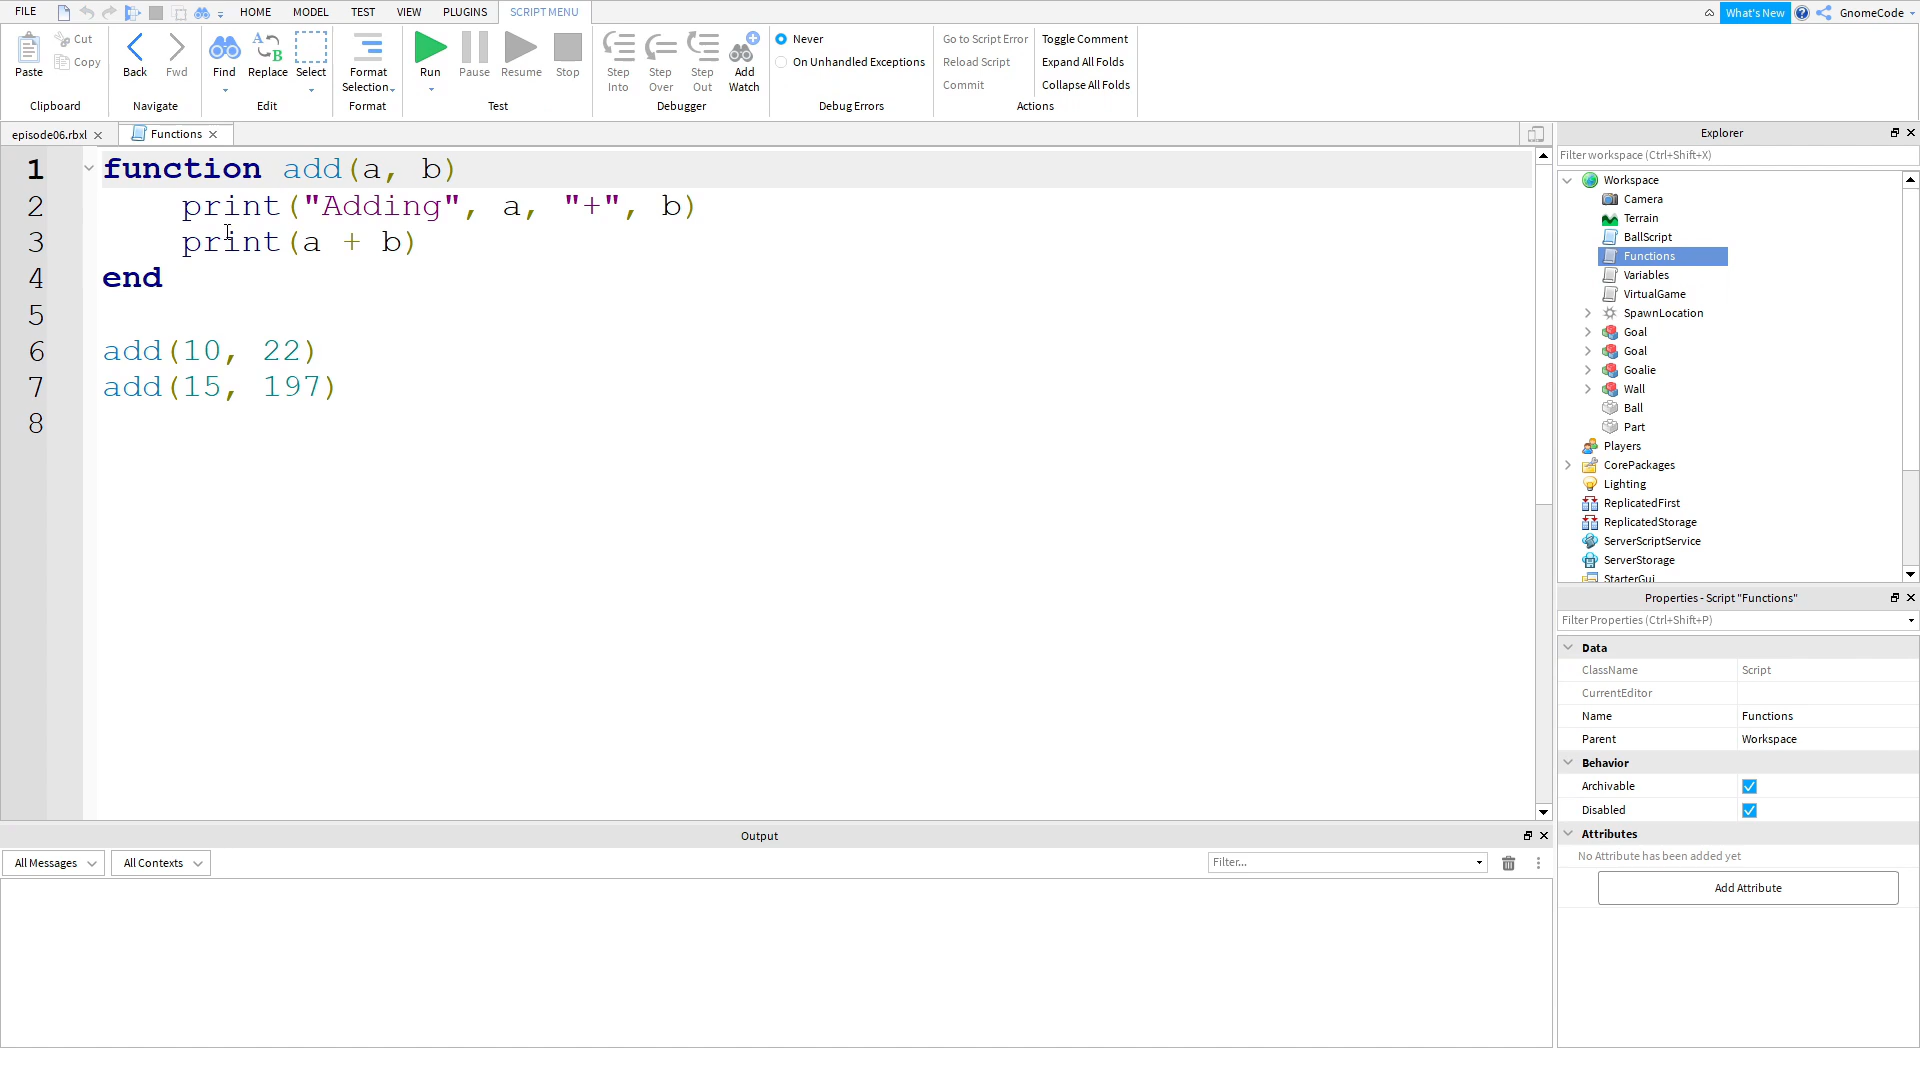 FILE HOME MODEL TEST VIEW PLUGINS SCRIPT MENU What's New GnomeCode
Paste Cut Copy Clipboard
Back Fwd Navigate
Find Replace Select Edit
Format Selection Format
Run Pause Resume Stop Test
Step Into Step Over Step Out Add Watch Debugger
Never
On Unhandled Exceptions
Debug Errors
Go to Script Error Toggle Comment
Reload Script Expand All Folds
Commit Collapse All Folds
Actions
episode06.rbxl Functions
1 function add(a, b)
2 print("Adding", a, "+", b)
3 print(a + b)
4 end
5
6 add(10, 22)
7 add(15, 197)
8
Output
All Messages All Contexts Filter...
Explorer
Filter workspace (Ctrl+Shift+X)
Workspace
Camera
Terrain
BallScript
Functions
Variables
VirtualGame
SpawnLocation
Goal
Goal
Goalie
Wall
Ball
Part
Players
CorePackages
Lighting
ReplicatedFirst
ReplicatedStorage
ServerScriptService
ServerStorage
StarterGui
Properties - Script "Functions"
Filter Properties (Ctrl+Shift+P)
Data
ClassName Script
CurrentEditor
Name Functions
Parent Workspace
Behavior
Archivable
Disabled
Attributes
No Attribute has been added yet
Add Attribute